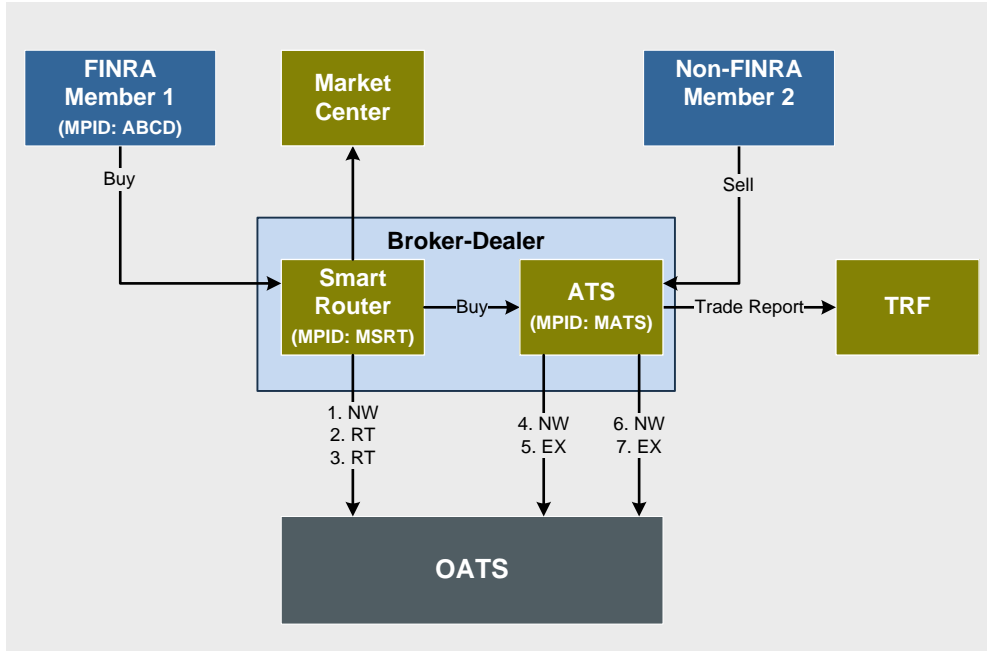 FINRA
Member 1
(MPID: ABCD)
Market
Center
Non-FINRA
Member 2
Buy
Sell
Broker-Dealer
Smart
Router
(MPID: MSRT)
Buy
ATS
(MPID: MATS)
Trade Report
TRF
1. NW
2. RT
3. RT
4. NW
5. EX
6. NW
7. EX
OATS